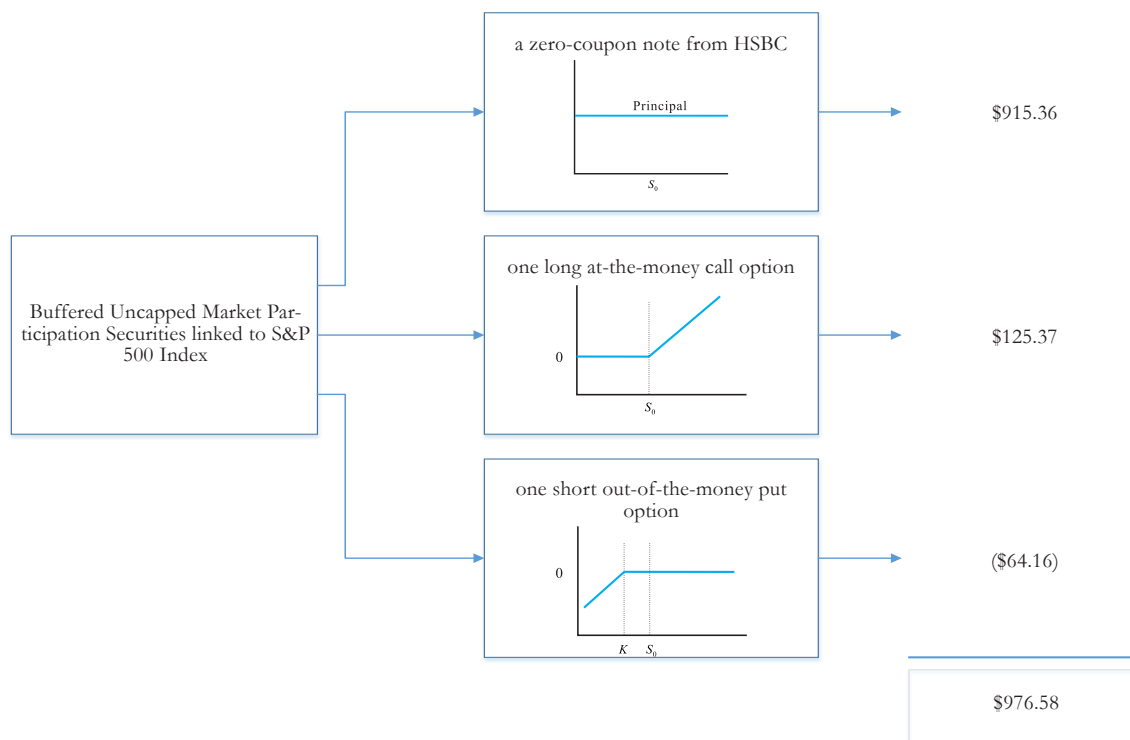 a zero-coupon note from HSBC
Principal
S₀
$915.36
Buffered Uncapped Market Par-
ticipation Securities linked to S&P
500 Index
one long at-the-money call option
0
S₀
$125.37
one short out-of-the-money put
option
0
K S₀
($64.16)
$976.58